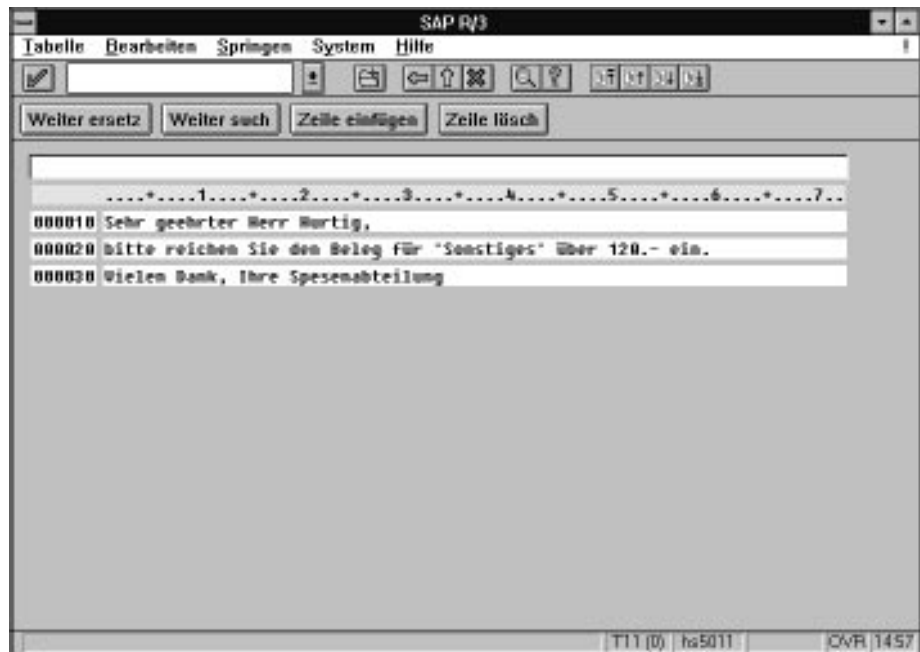 SAP R/3
Tabelle Bearbeiten Springen System Hilfe !
Weiter ersetz Weiter such Zeile einfügen Zeile lösch
....+....1....+....2....+....3....+....4....+....5....+....6....+....7..
000010 Sehr geehrter Herr Hurtig,
000020 bitte reichen Sie den Beleg für "Sonstiges" über 120.- ein.
000030 Vielen Dank, Ihre Spesenabteilung
T11 (0) hs5011 OVR 14:57